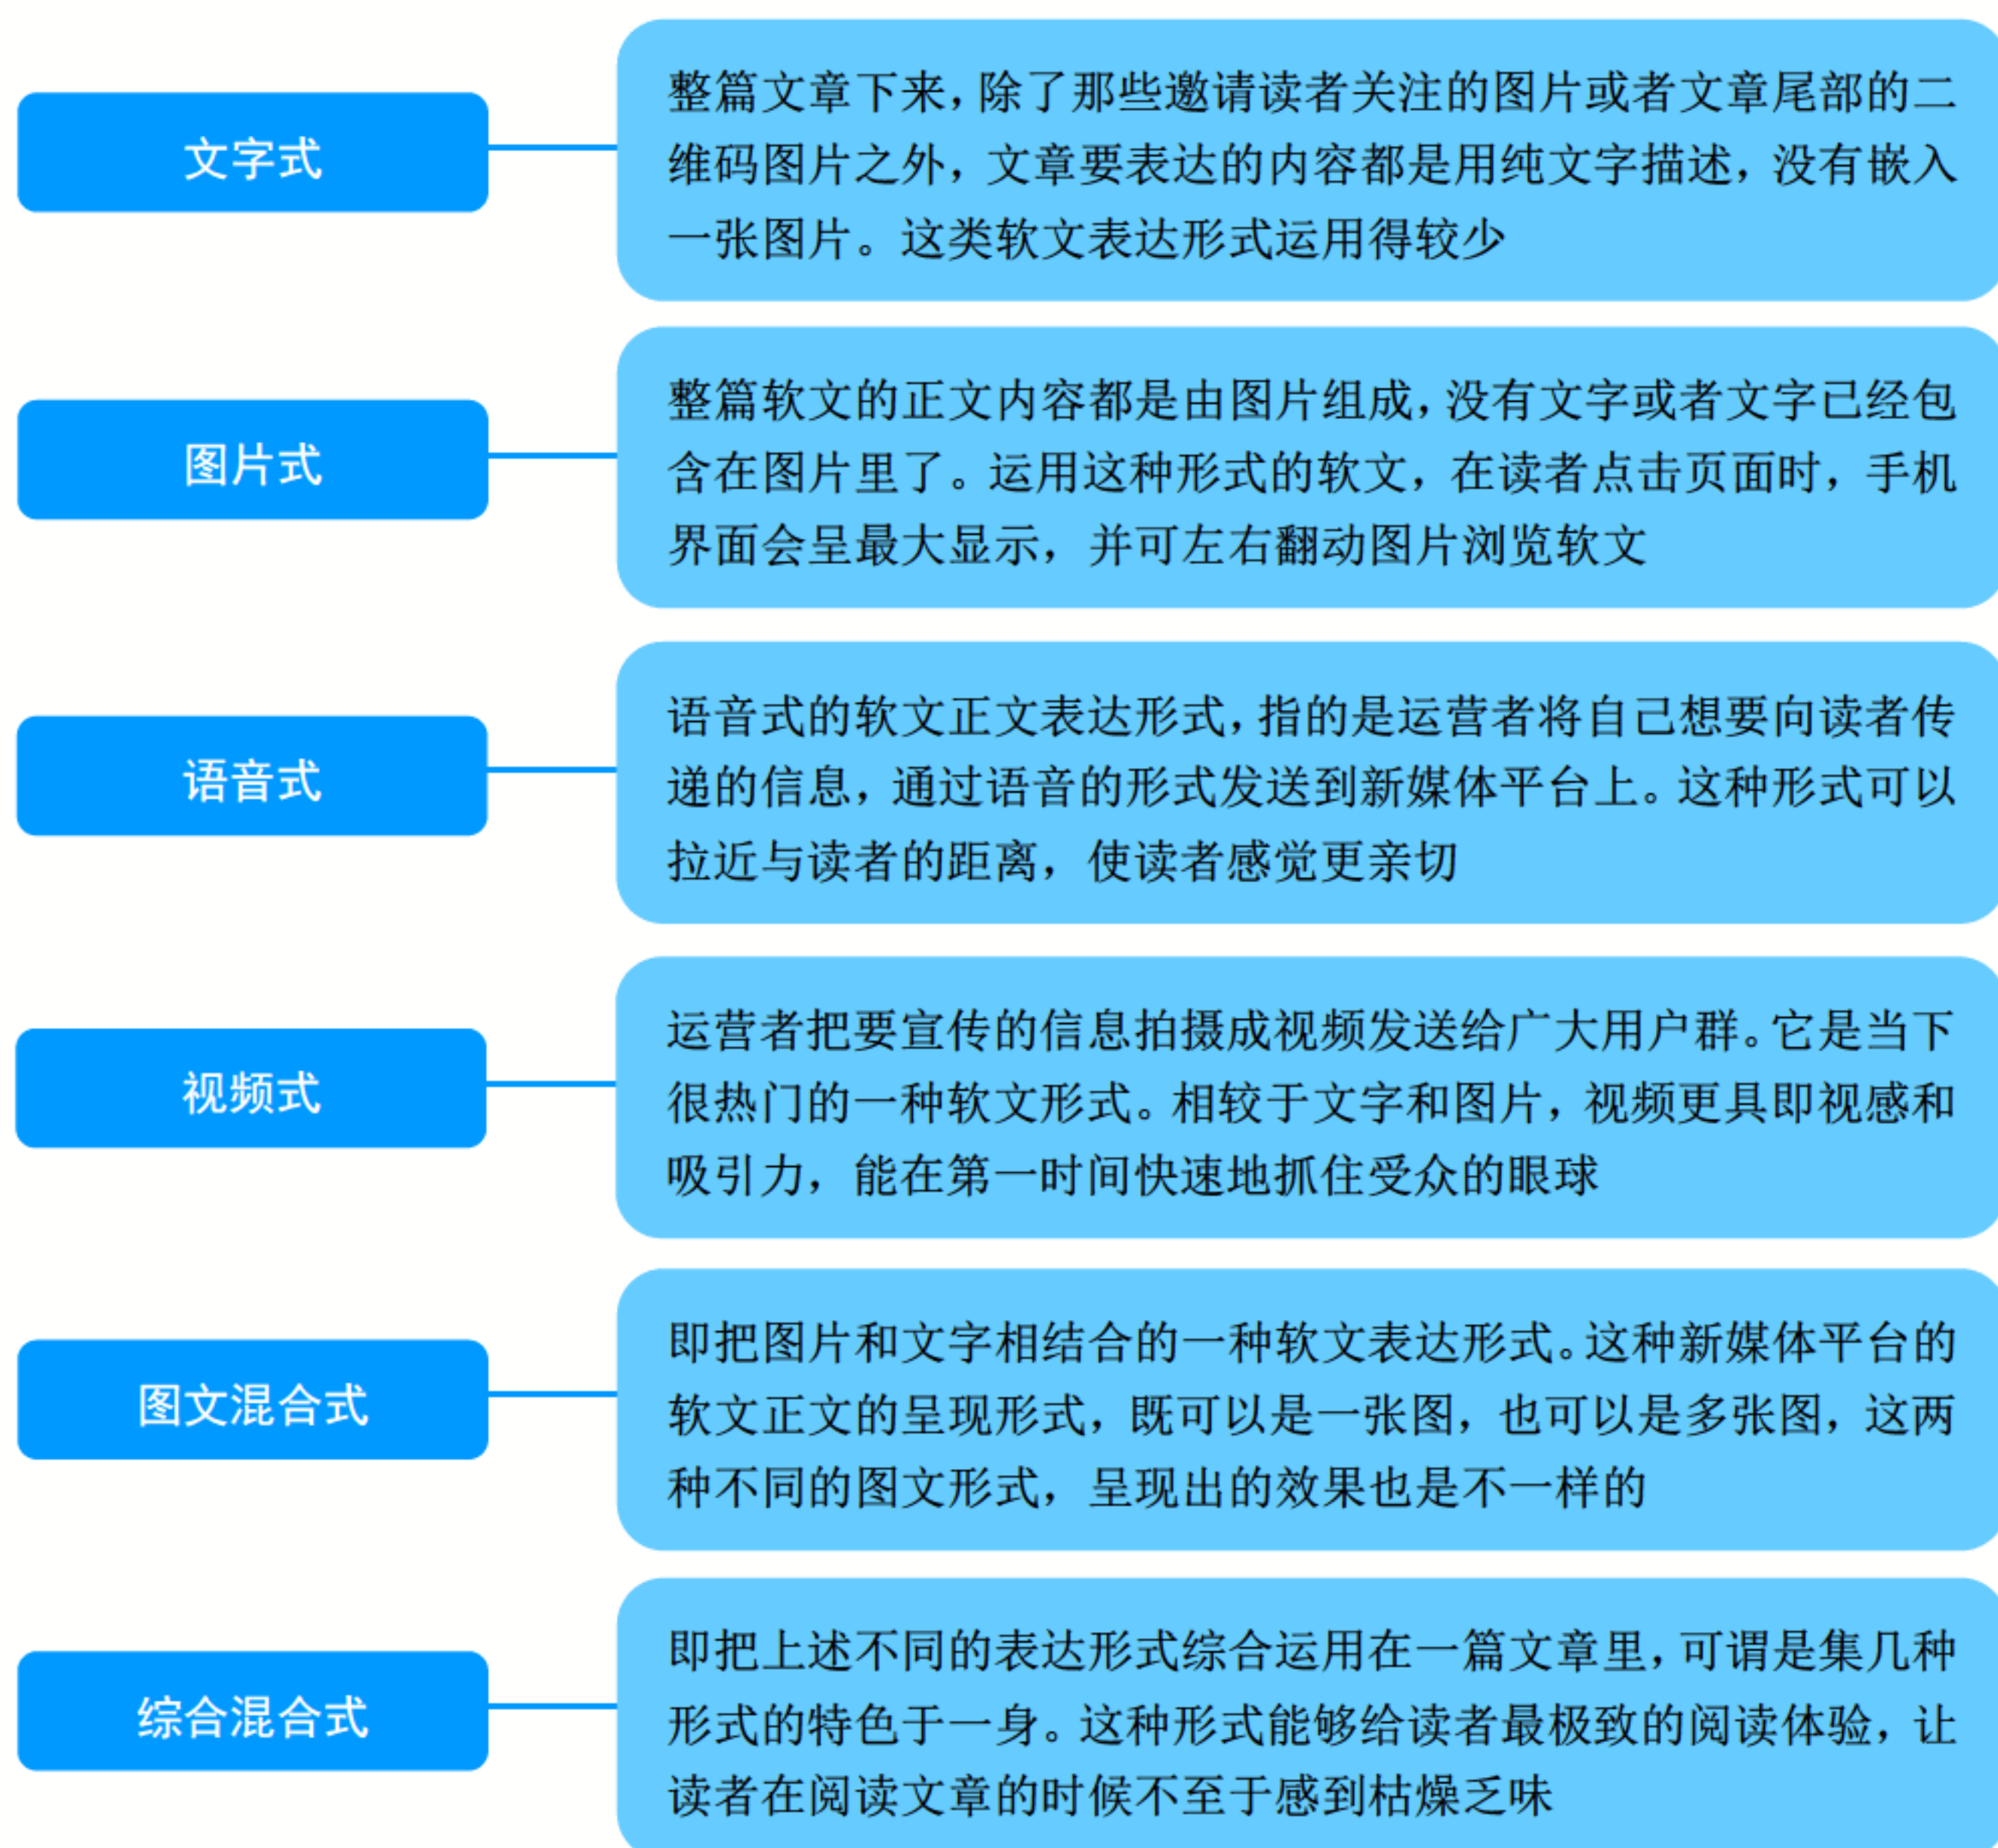 文字式
整篇文章下来，除了那些邀请读者关注的图片或者文章尾部的二
维码图片之外，文章要表达的内容都是用纯文字描述，没有嵌入
一张图片。这类软文表达形式运用得较少
图片式
整篇软文的正文内容都是由图片组成，没有文字或者文字已经包
含在图片里了。运用这种形式的软文，在读者点击页面时，手机
界面会呈最大显示，并可左右翻动图片浏览软文
语音式
语音式的软文正文表达形式，指的是运营者将自己想要向读者传
递的信息，通过语音的形式发送到新媒体平台上。这种形式可以
拉近与读者的距离，使读者感觉更亲切
视频式
运营者把要宣传的信息拍摄成视频发送给广大用户群。它是当下
很热门的一种软文形式。相较于文字和图片，视频更具即视感和
吸引力，能在第一时间快速地抓住受众的眼球
图文混合式
即把图片和文字相结合的一种软文表达形式。这种新媒体平台的
软文正文的呈现形式，既可以是一张图，也可以是多张图，这两
种不同的图文形式，呈现出的效果也是不一样的
综合混合式
即把上述不同的表达形式综合运用在一篇文章里，可谓是集几种
形式的特色于一身。这种形式能够给读者最极致的阅读体验，让
读者在阅读文章的时候不至于感到枯燥乏味